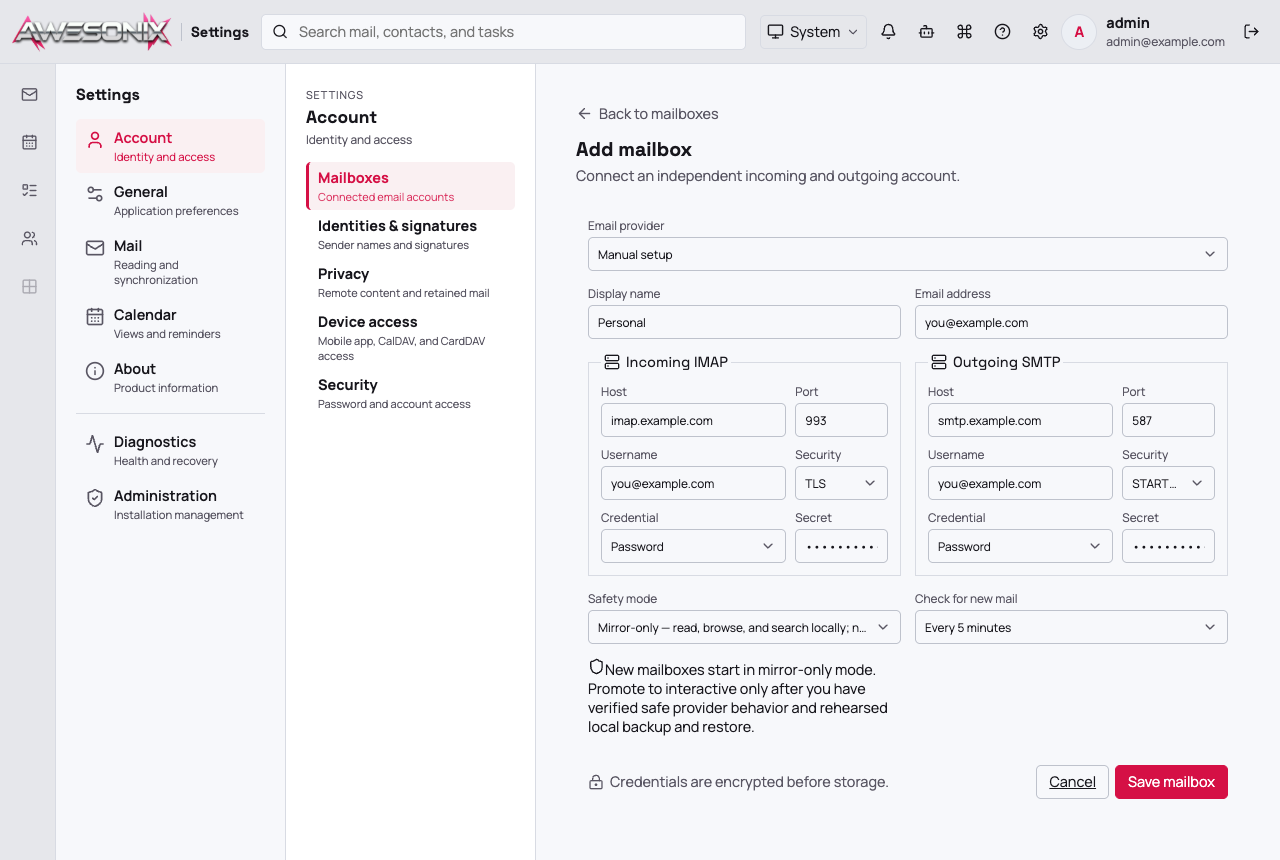 AWESONIX
Settings
Search mail, contacts, and tasks
System
A
admin
admin@example.com
Settings
Account
Identity and access
General
Application preferences
Mail
Reading and
synchronization
Calendar
Views and reminders
About
Product information
Diagnostics
Health and recovery
Administration
Installation management
SETTINGS
Account
Identity and access
Mailboxes
Connected email accounts
Identities & signatures
Sender names and signatures
Privacy
Remote content and retained mail
Device access
Mobile app, CalDAV, and CardDAV
access
Security
Password and account access
Back to mailboxes
Add mailbox
Connect an independent incoming and outgoing account.
Email provider
Manual setup
Display name
Personal
Email address
you@example.com
Incoming IMAP
Host
Port
imap.example.com
993
Username
Security
you@example.com
TLS
Credential
Secret
Password
•••••••••
Outgoing SMTP
Host
Port
smtp.example.com
587
Username
Security
you@example.com
START...
Credential
Secret
Password
•••••••••
Safety mode
Mirror-only — read, browse, and search locally; n...
Check for new mail
Every 5 minutes
New mailboxes start in mirror-only mode.
Promote to interactive only after you have
verified safe provider behavior and rehearsed
local backup and restore.
Credentials are encrypted before storage.
Cancel
Save mailbox